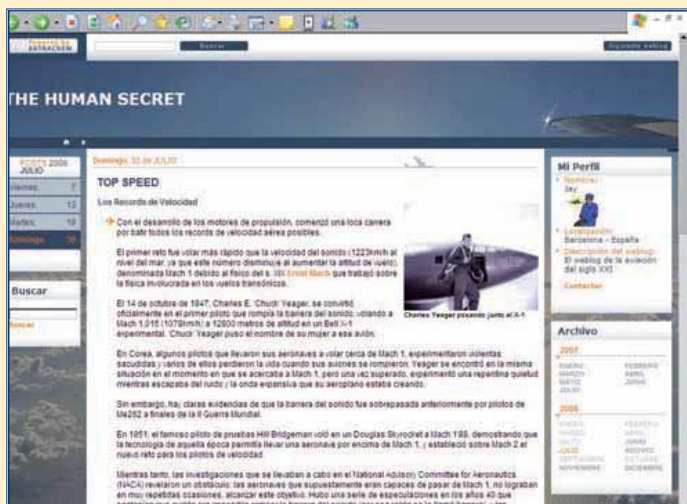 Powered by
EXTRACREW
Buscar
Siguiente weblog
THE HUMAN SECRET
POSTS 2006
JULIO
Viernes, 7
Jueves, 13
Martes, 18
Domingo, 30
Buscar
Buscar
Domingo, 30 de JULIO
TOP SPEED
Los Records de Velocidad
Con el desarrollo de los motores de propulsión, comenzó una loca carrera
por batir todos los records de velocidad aérea posibles.
El primer reto fue volar más rápido que la velocidad del sonido (1223km/h al
nivel del mar, ya que este número disminuye al aumentar la altitud de vuelo),
denominada Mach 1 debido al físico del s. XIX Ernst Mach que trabajó sobre
la física involucrada en los vuelos transónicos.
El 14 de octubre de 1947, Charles E. 'Chuck' Yeager, se convirtió
oficialmente en el primer piloto que rompía la barrera del sonido, volando a
Mach 1,015 (1078km/h) a 12800 metros de altitud en un Bell X-1
experimental. 'Chuck' Yeager puso el nombre de su mujer a ese avión.
Charles Yeager posando junto al X-1
En Corea, algunos pilotos que llevaron sus aeronaves a volar cerca de Mach 1, experimentaron violentas
sacudidas y varios de ellos perdieron la vida cuando sus aviones se rompieron. Yeager se encontró en la misma
situación en el momento en que se acercaba a Mach 1, pero una vez superado, experimentó una repentina quietud
mientras escapaba del ruido y la onda expansiva que su aeroplano estaba creando.
Sin embargo, hay claras evidencias de que la barrera del sonido fue sobrepasada anteriormente por pilotos de
Me262 a finales de la II Guerra Mundial.
En 1951, el famoso piloto de pruebas Hill Bridgeman voló en un Douglas Skyrocket a Mach 1'88, demostrando que
la tecnología de aquella época permitía llevar una aeronave por encima de Mach 1, y estableció sobre Mach 2 el
nuevo reto para los pilotos de velocidad.
Mientras tanto, las investigaciones que se llevaban a cabo en el National Advisory Committee for Aeronautics
(NACA) revelaron un obstáculo: las aeronaves que supuestamente eran capaces de pasar de Mach 1, no lograban
en muy repetidas ocasiones, alcanzar este objetivo. Hubo una serie de especulaciones en los años 40 que
Mi Perfil
Nombre:
Jay
Localización:
Barcelona - España
Descripción del weblog:
El weblog de la aviación
del siglo XXI
Contactar
Archivo
2007
ENERO FEBRERO
MARZO ABRIL
MAYO JUNIO
JULIO
2006
ENERO FEBRERO
MARZO ABRIL
MAYO JUNIO
JULIO AGOSTO
SEPTIEMBRE OCTUBRE
NOVIEMBRE DICIEMBRE